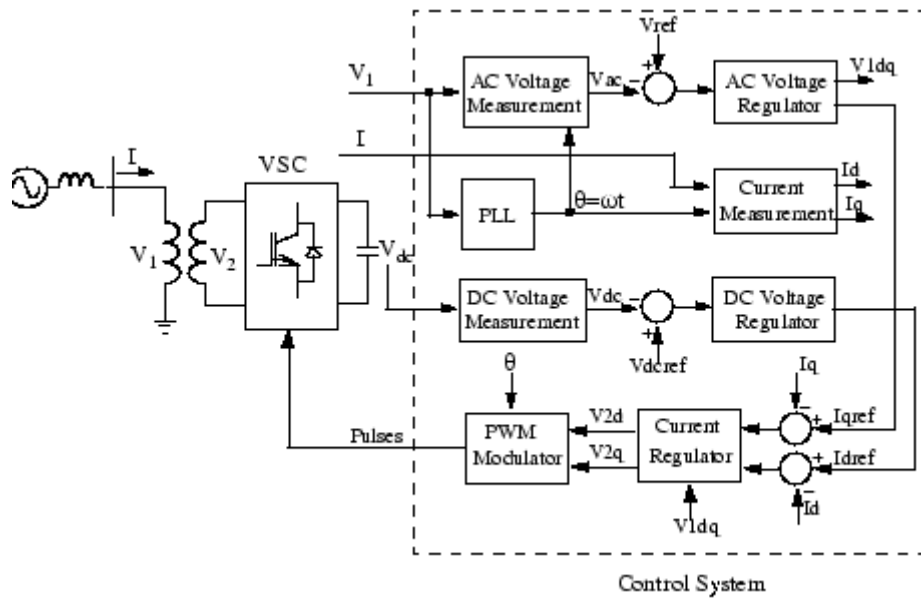 Vref
V1
AC Voltage
Measurement
Vac
+
-
AC Voltage
Regulator
V1dq
I
I
VSC
PLL
θ=ωt
Current
Measurement
Id
Iq
V1
V2
Vdc
DC Voltage
Measurement
Vdc
-
+
Vdcref
DC Voltage
Regulator
θ
Iq
Pulses
PWM
Modulator
V2d
V2q
Current
Regulator
-
+
Iqref
+
Idref
-
Id
V1dq
Control System